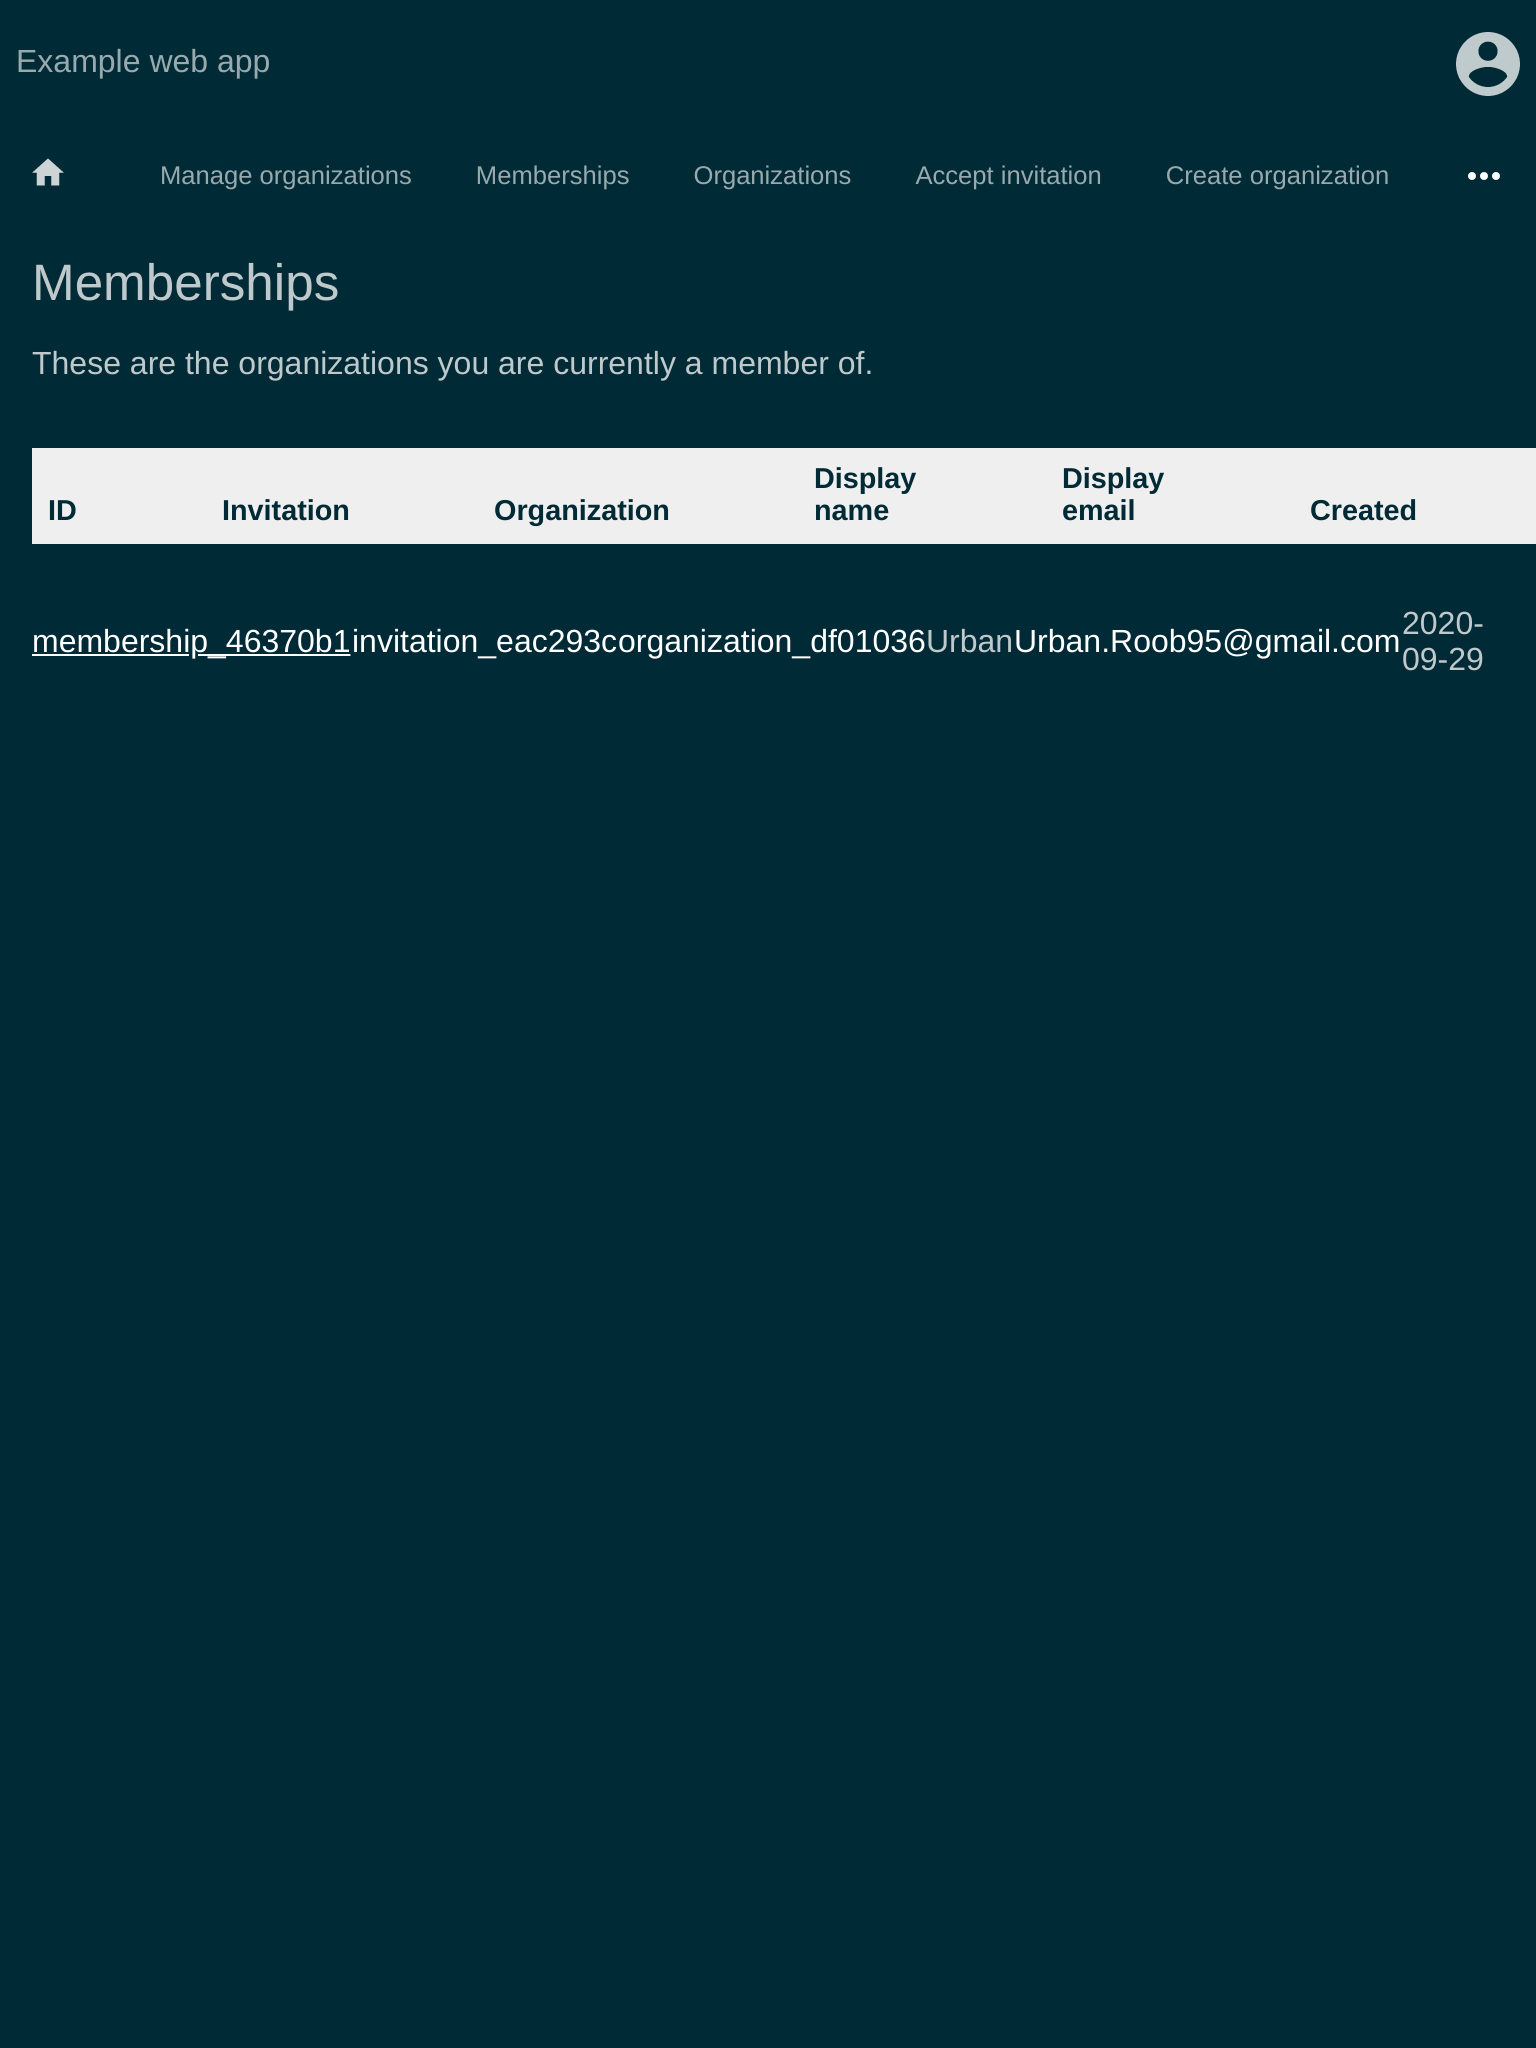 Example web app
Manage organizations Memberships Organizations Accept invitation Create organization
Memberships
These are the organizations you are currently a member of.
ID Invitation Organization Display name Display email Created
membership_46370b1 invitation_eac293c organization_df01036 Urban Urban.Roob95@gmail.com 2020-09-29